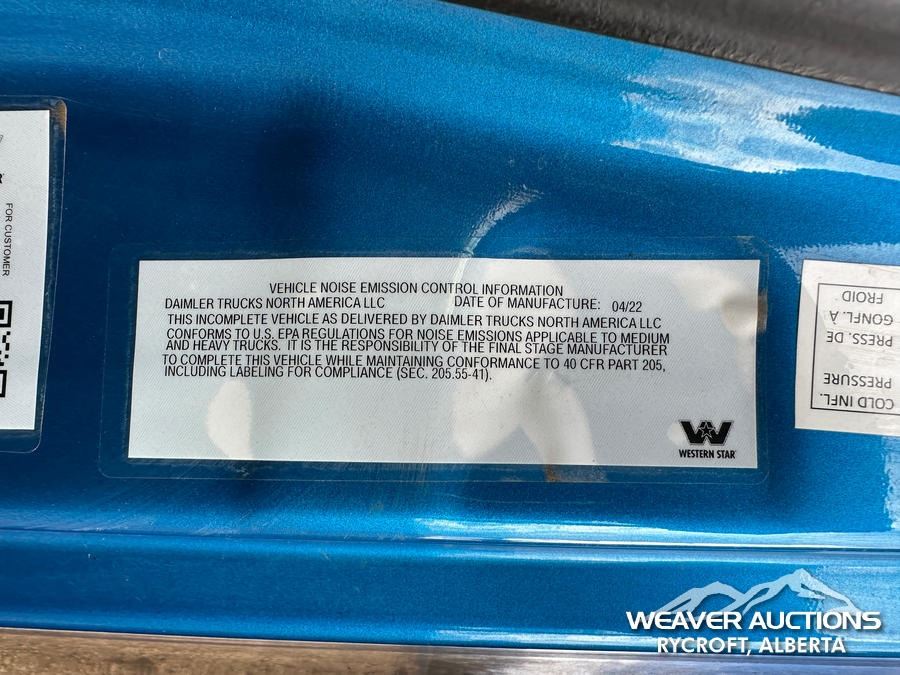 FOR CUSTOMER
VEHICLE NOISE EMISSION CONTROL INFORMATION
DAIMLER TRUCKS NORTH AMERICA LLC DATE OF MANUFACTURE: 04/22
THIS INCOMPLETE VEHICLE AS DELIVERED BY DAIMLER TRUCKS NORTH AMERICA LLC
CONFORMS TO U.S. EPA REGULATIONS FOR NOISE EMISSIONS APPLICABLE TO MEDIUM
AND HEAVY TRUCKS. IT IS THE RESPONSIBILITY OF THE FINAL STAGE MANUFACTURER
TO COMPLETE THIS VEHICLE WHILE MAINTAINING CONFORMANCE TO 40 CFR PART 205,
INCLUDING LABELING FOR COMPLIANCE (SEC. 205.55-41).
WESTERN STAR
COLD INFL.
PRESSURE
PRESS. DE
GONFL. À
FROID
WEAVER AUCTIONS
RYCROFT, ALBERTA